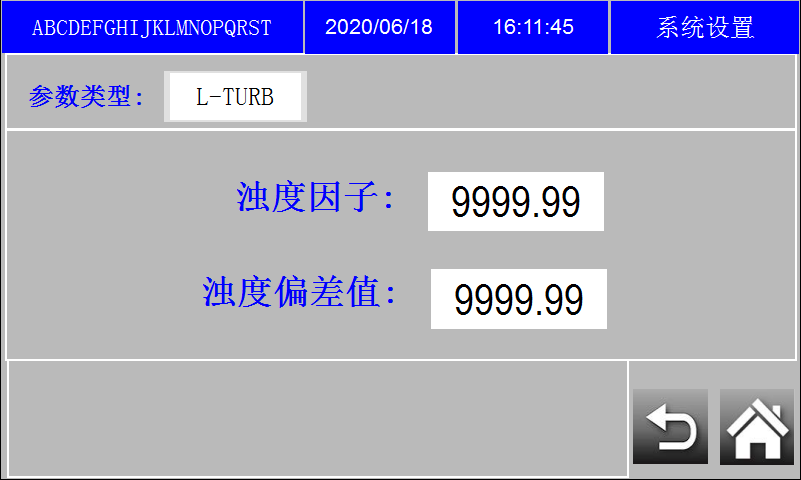 ABCDEFGHIJKLMNOPQRST 2020/06/18 16:11:45 系统设置
参数类型: L-TURB
浊度因子: 9999.99
浊度偏差值: 9999.99